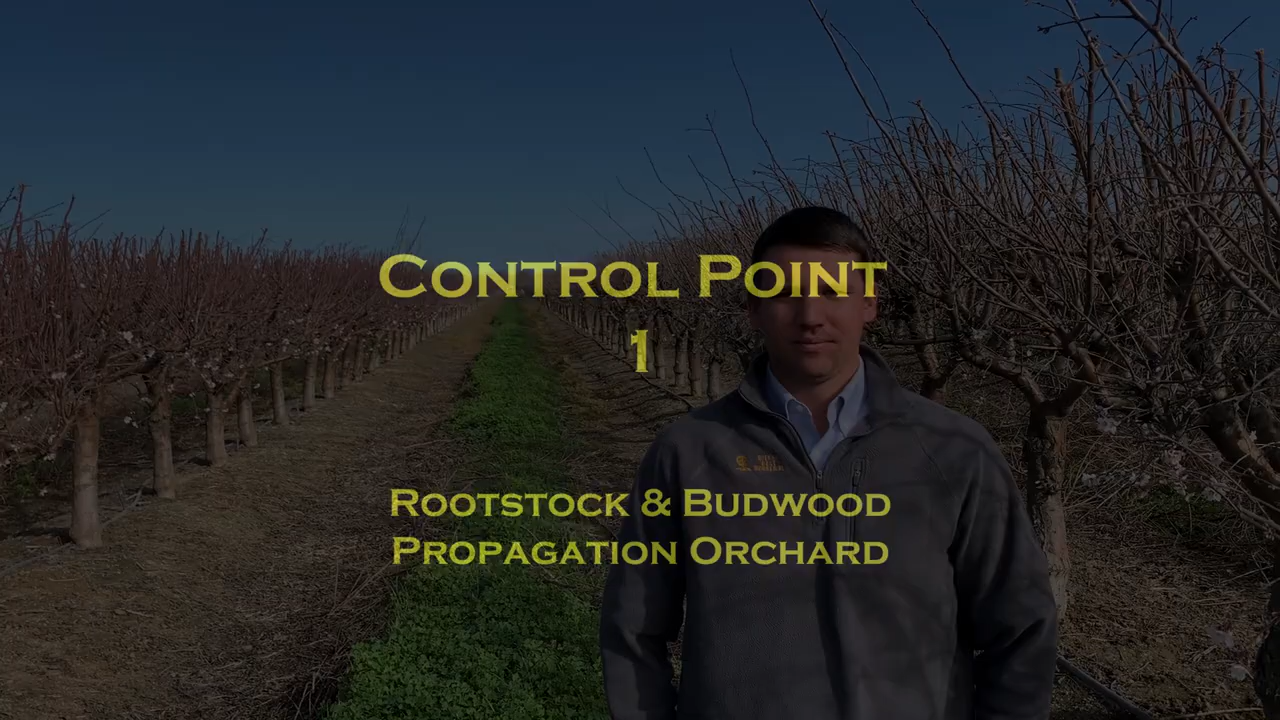 Control Point
1
Rootstock & Budwood
Propagation Orchard